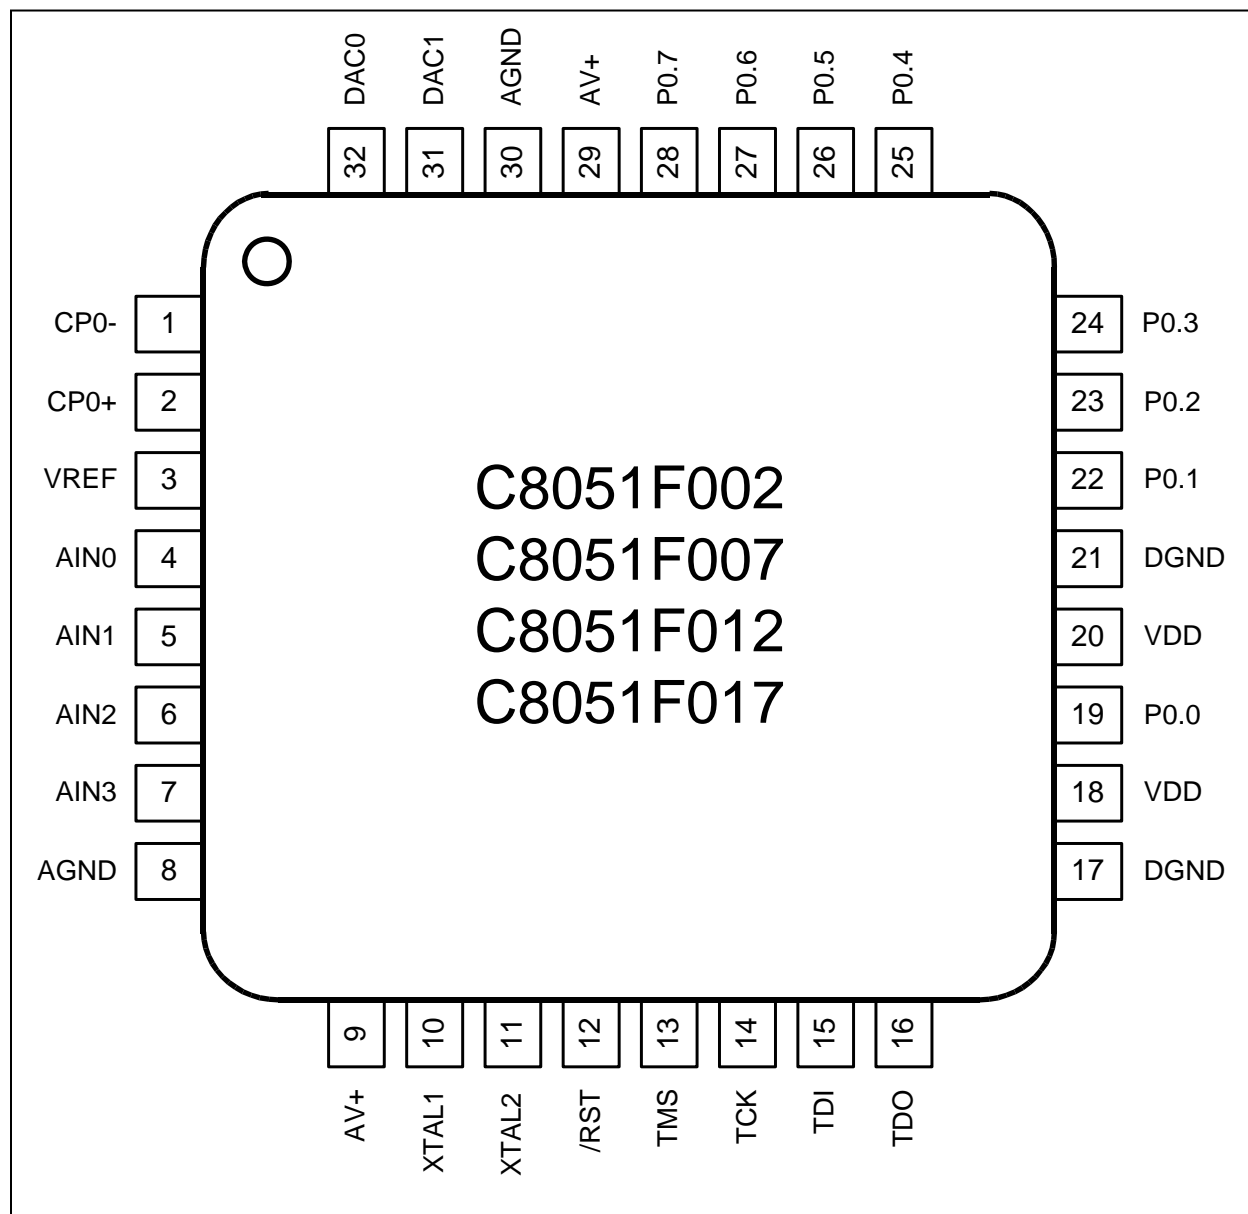 DAC0 DAC1 AGND AV+ P0.7 P0.6 P0.5 P0.4
32 31 30 29 28 27 26 25
CP0- 1 24 P0.3
CP0+ 2 23 P0.2
VREF 3 22 P0.1
C8051F002
AIN0 4 21 DGND
C8051F007
AIN1 5 20 VDD
C8051F012
AIN2 6 19 P0.0
C8051F017
AIN3 7 18 VDD
AGND 8 17 DGND
9 10 11 12 13 14 15 16
AV+ XTAL1 XTAL2 /RST TMS TCK TDI TDO